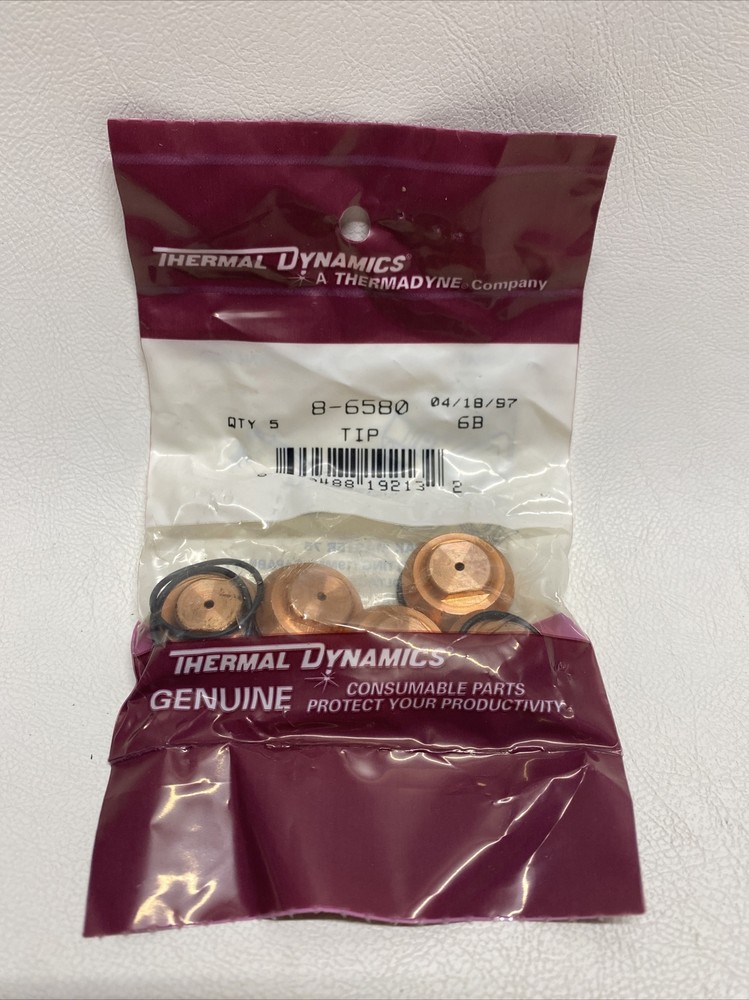 THERMAL DYNAMICS®
A THERMADYNE® Company
8-6580 04/18/97
QTY 5 TIP 6B
488 19213 2
THERMAL DYNAMICS®
GENUINE CONSUMABLE PARTS
PROTECT YOUR PRODUCTIVITY